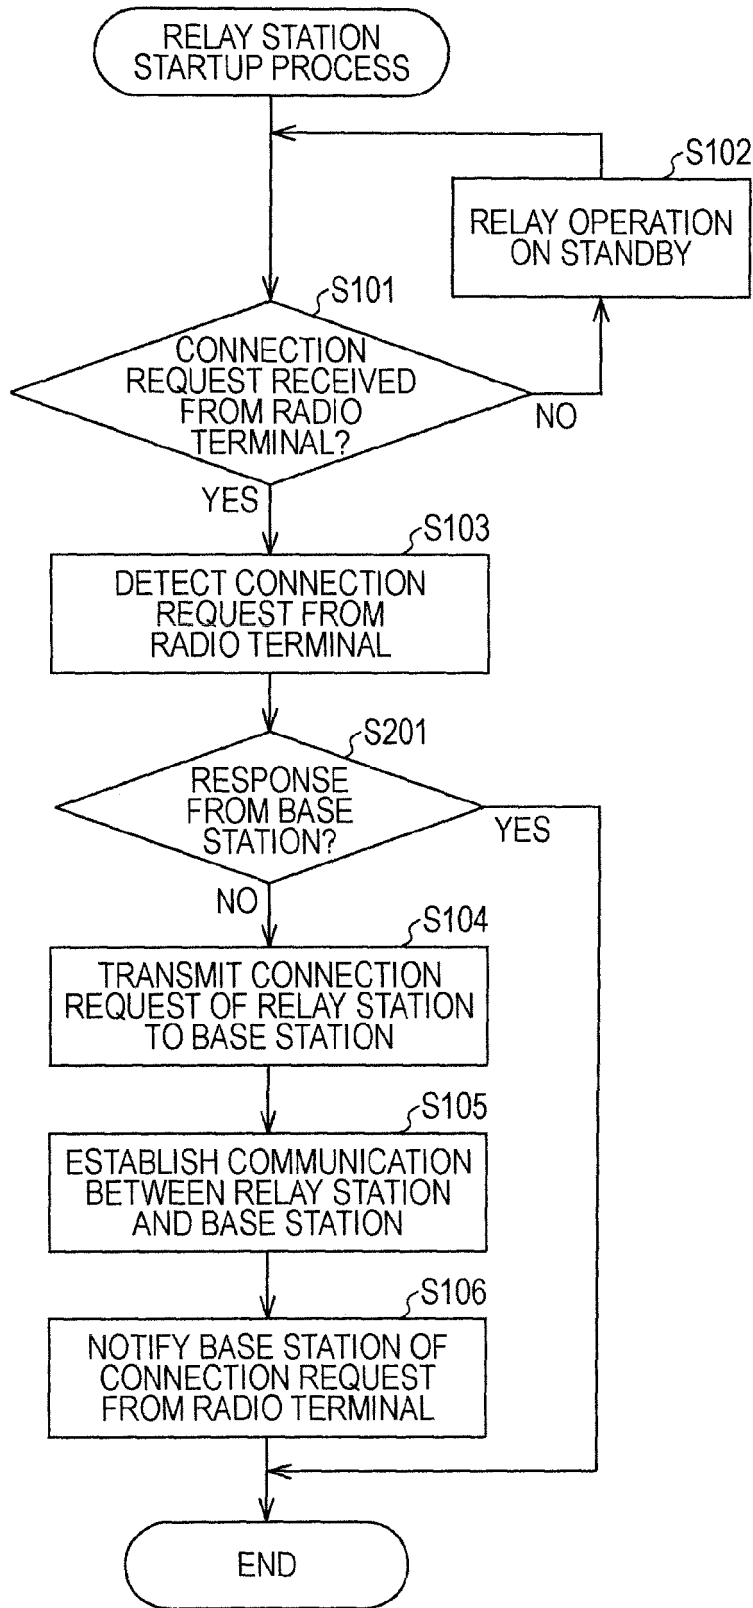 RELAY STATION
STARTUP PROCESS
S102
RELAY OPERATION
ON STANDBY
S101
CONNECTION
REQUEST RECEIVED
FROM RADIO
TERMINAL?
NO
YES
S103
DETECT CONNECTION
REQUEST FROM
RADIO TERMINAL
S201
RESPONSE
FROM BASE
STATION?
YES
NO
S104
TRANSMIT CONNECTION
REQUEST OF RELAY STATION
TO BASE STATION
S105
ESTABLISH COMMUNICATION
BETWEEN RELAY STATION
AND BASE STATION
S106
NOTIFY BASE STATION OF
CONNECTION REQUEST
FROM RADIO TERMINAL
END